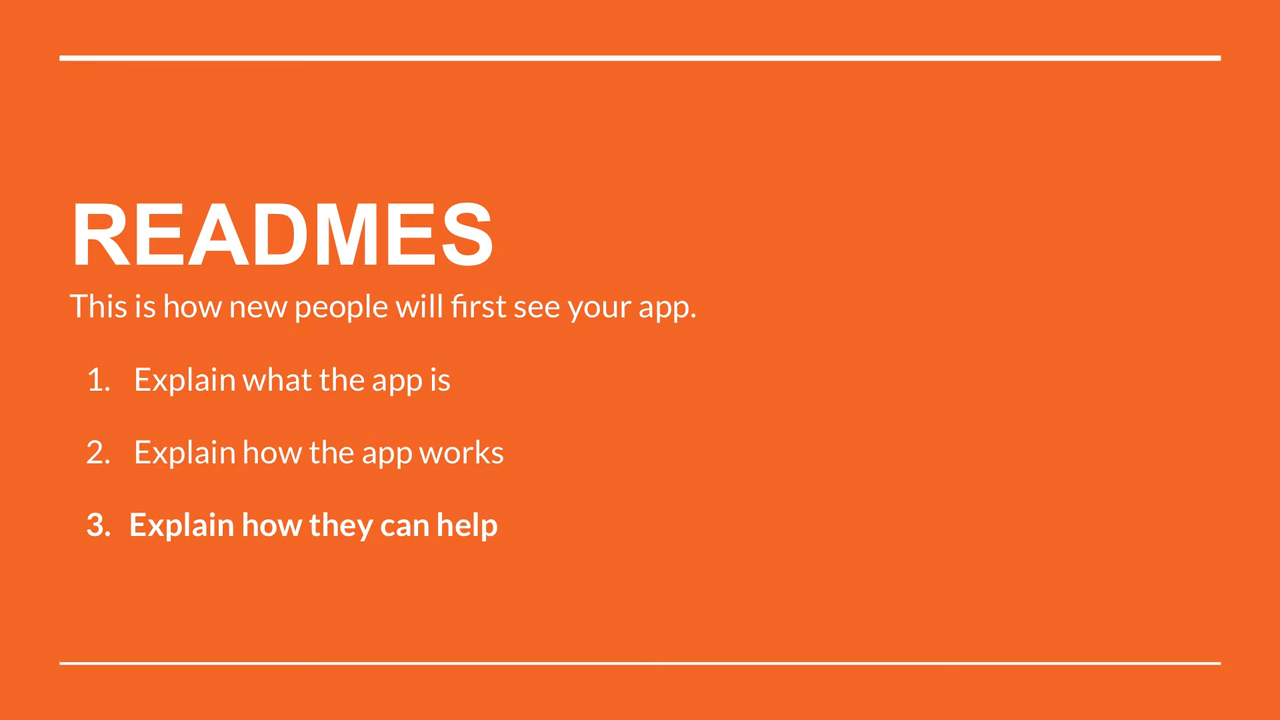 READMES
This is how new people will first see your app.
1. Explain what the app is
2. Explain how the app works
3. Explain how they can help